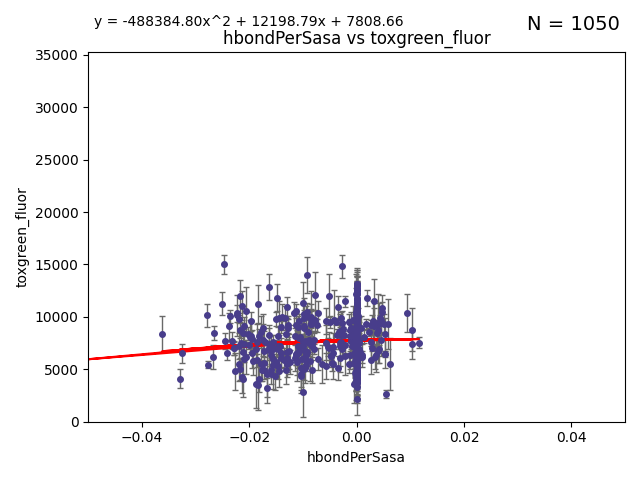 y = -488384.80x^2 + 12198.79x + 7808.66
N = 1050
hbondPerSasa vs toxgreen_fluor
35000
30000
25000
20000
15000
10000
5000
0
toxgreen_fluor
−0.04
−0.02
0.00
0.02
0.04
hbondPerSasa